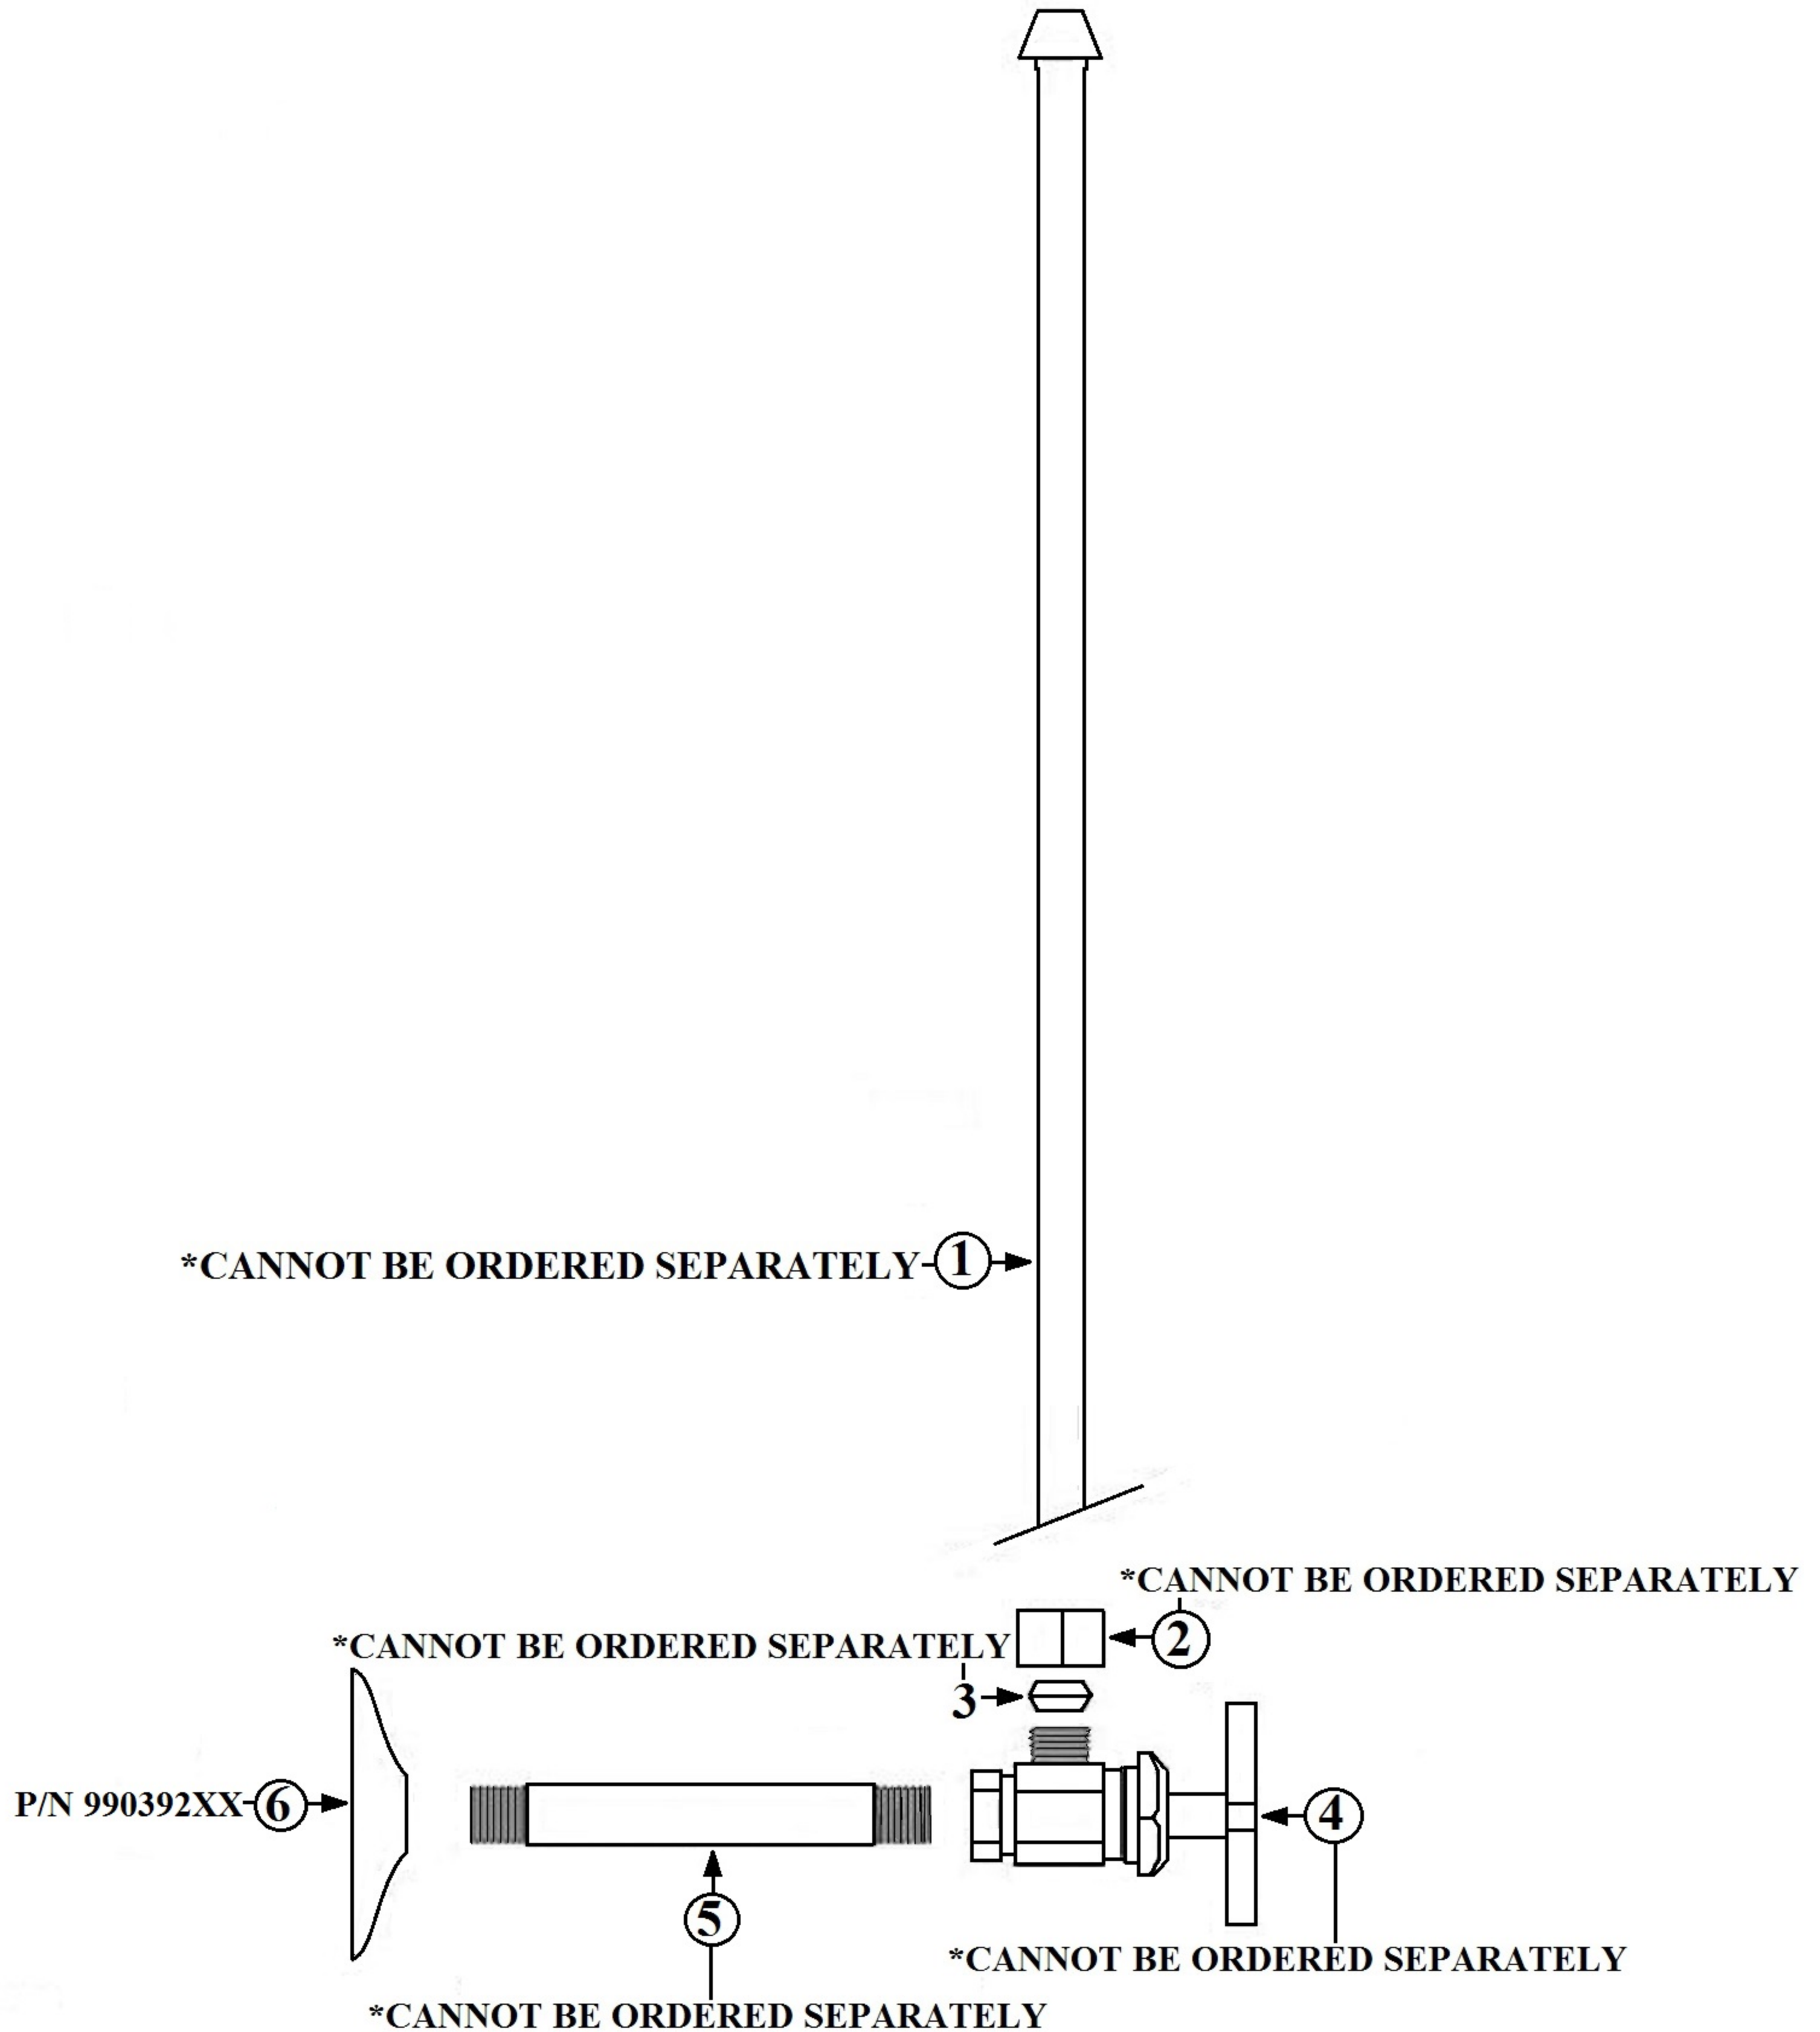 *CANNOT BE ORDERED SEPARATELY 1
*CANNOT BE ORDERED SEPARATELY
2
*CANNOT BE ORDERED SEPARATELY
3
P/N 990392XX 6
4
5
*CANNOT BE ORDERED SEPARATELY
*CANNOT BE ORDERED SEPARATELY